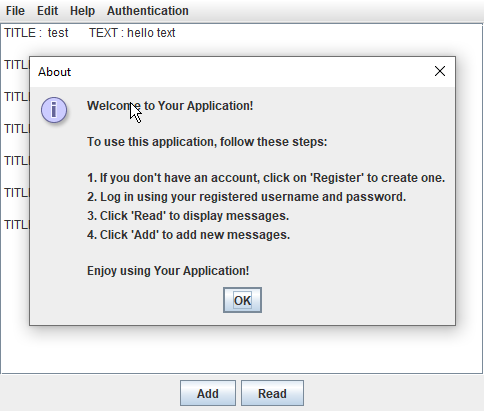 File Edit Help Authentication
TITLE : test TEXT : hello text
TITL
About
Welcome to Your Application!
TITL
To use this application, follow these steps:
TITL
TITL
1. If you don't have an account, click on 'Register' to create one.
2. Log in using your registered username and password.
TITL
3. Click 'Read' to display messages.
TITL
4. Click 'Add' to add new messages.
Enjoy using Your Application!
OK
Add Read